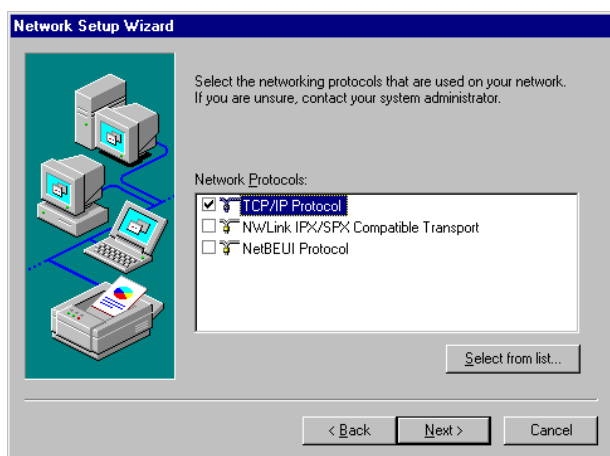 Network Setup Wizard
Select the networking protocols that are used on your network.
If you are unsure, contact your system administrator.
Network Protocols:
TCP/IP Protocol
NWLink IPX/SPX Compatible Transport
NetBEUI Protocol
Select from list...
< Back
Next >
Cancel